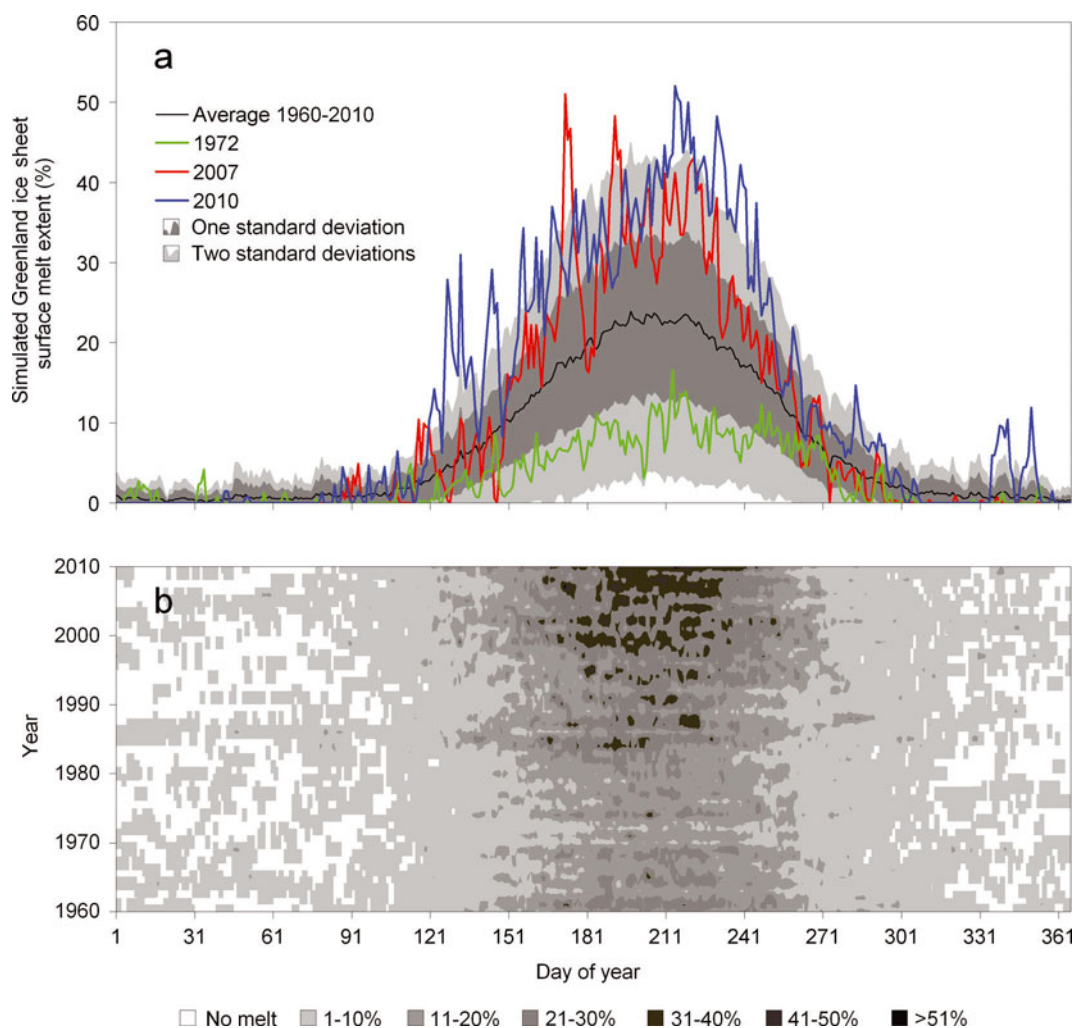 60
50
40
30
20
10
0
Simulated Greenland ice sheet
surface melt extent (%)
a
Average 1960-2010
1972
2007
2010
One standard deviation
Two standard deviations
b
2010
2000
1990
1980
1970
1960
Year
1 31 61 91 121 151 181 211 241 271 301 331 361
Day of year
No melt 1-10% 11-20% 21-30% 31-40% 41-50% >51%